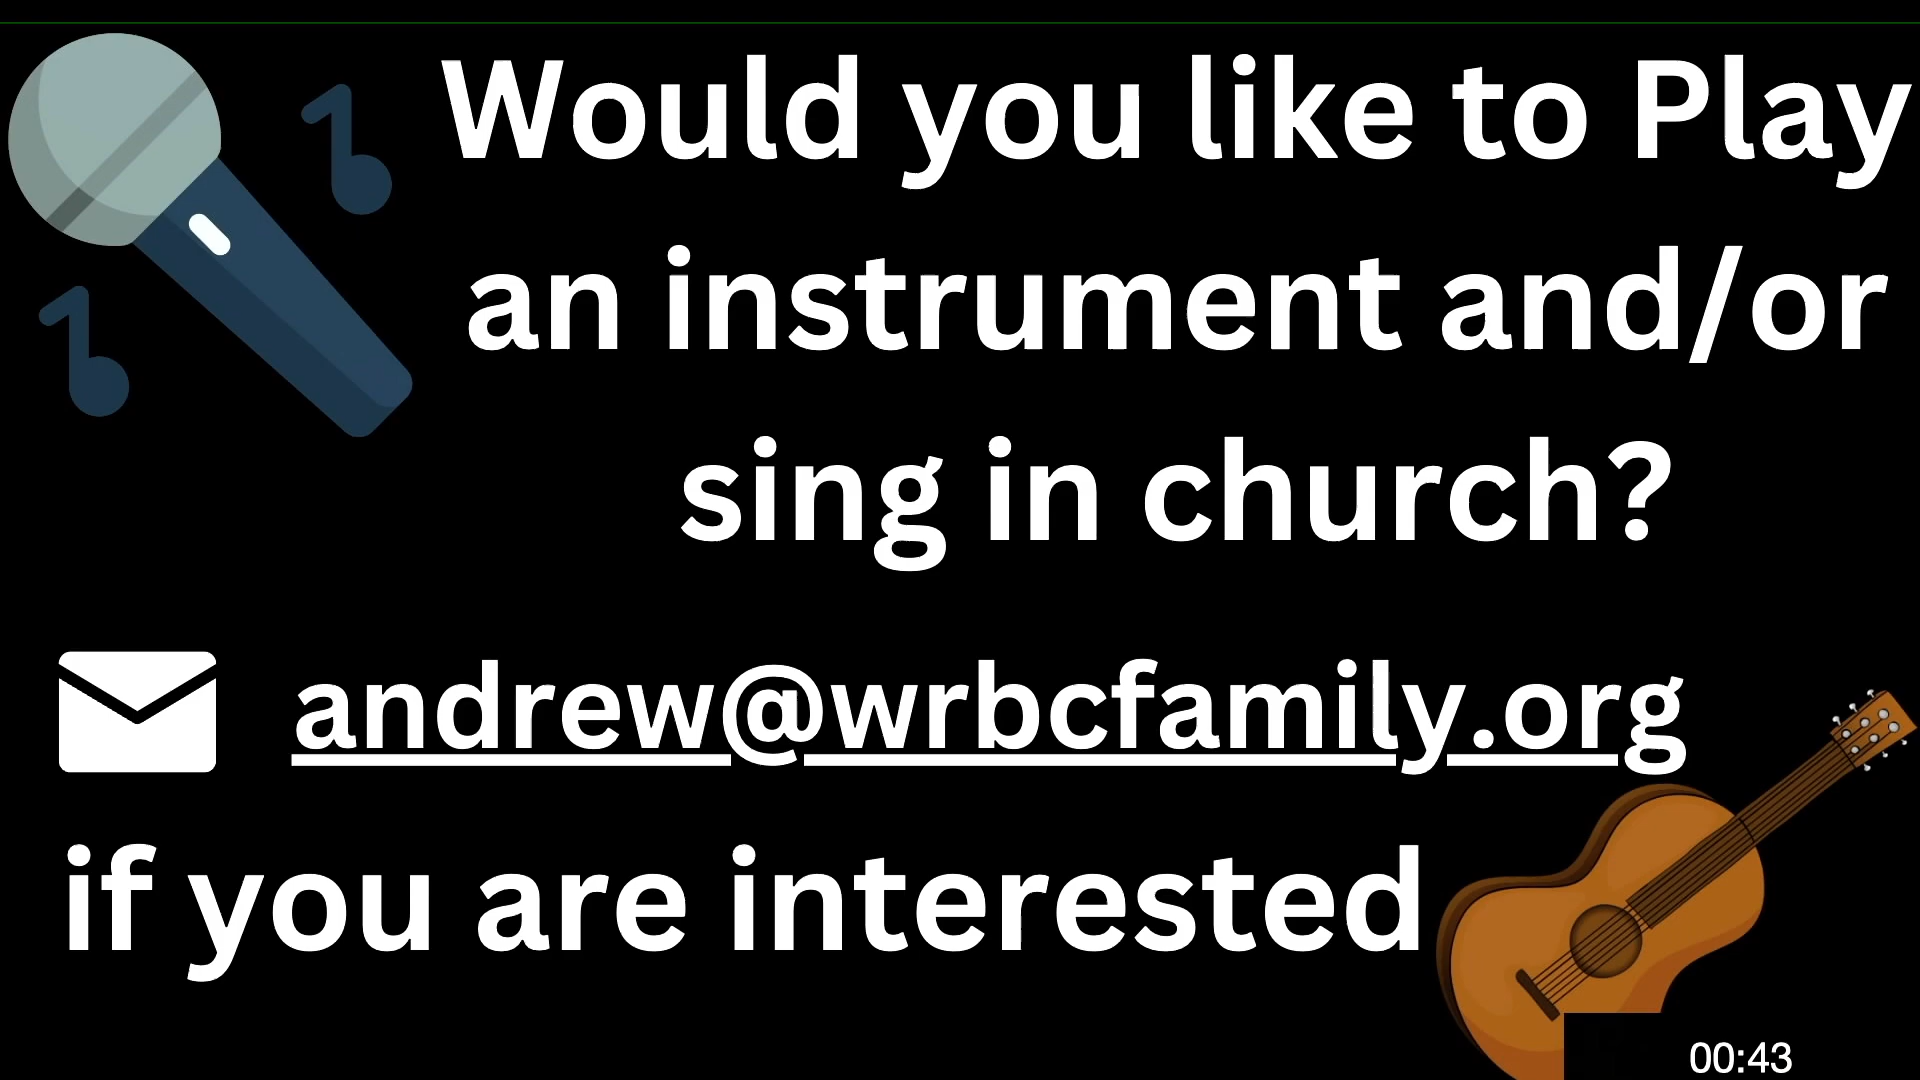 Would you like to Play
an instrument and/or
sing in church?
andrew@wrbcfamily.org
if you are interested
00:43